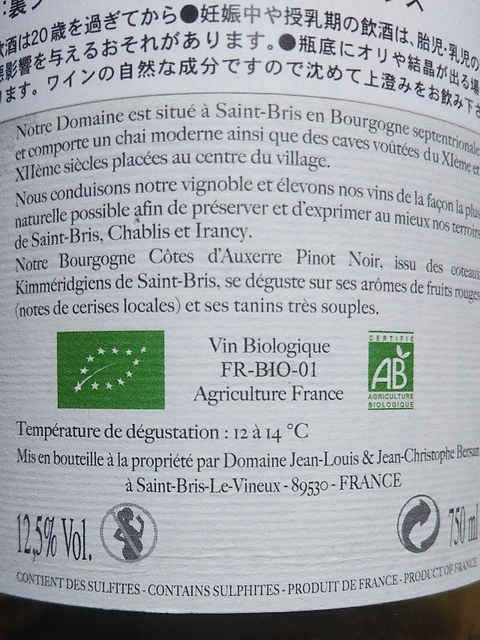 飲酒は20歳を過ぎてから●妊娠中や授乳期の飲酒は、胎児・乳児の
悪影響を与えるおそれがあります。●瓶底にオリや結晶が出る場
ります。ワインの自然な成分ですので沈めて上澄みをお飲み下さ
Notre Domaine est situé à Saint-Bris en Bourgogne septentrionale
et comporte un chai moderne ainsi que des caves voûtées du XIème et
XIIème siècles placées au centre du village.
Nous conduisons notre vignoble et élevons nos vins de la façon la plus
naturelle possible afin de préserver et d'exprimer au mieux nos terroirs
de Saint-Bris, Chablis et Irancy.
Notre Bourgogne Côtes d'Auxerre Pinot Noir, issu des coteaux
Kimméridgiens de Saint-Bris, se déguste sur ses arômes de fruits rouges
(notes de cerises locales) et ses tanins très souples.
Vin Biologique
FR-BIO-01
Agriculture France
CERTIFIÉ
AB
AGRICULTURE
BIOLOGIQUE
Température de dégustation : 12 à 14 °C
Mis en bouteille à la propriété par Domaine Jean-Louis & Jean-Christophe Bersan
à Saint-Bris-Le-Vineux - 89530 - FRANCE
12,5% Vol.
750 ml
CONTIENT DES SULFITES - CONTAINS SULPHITES - PRODUIT DE FRANCE - PRODUCT OF FRANCE